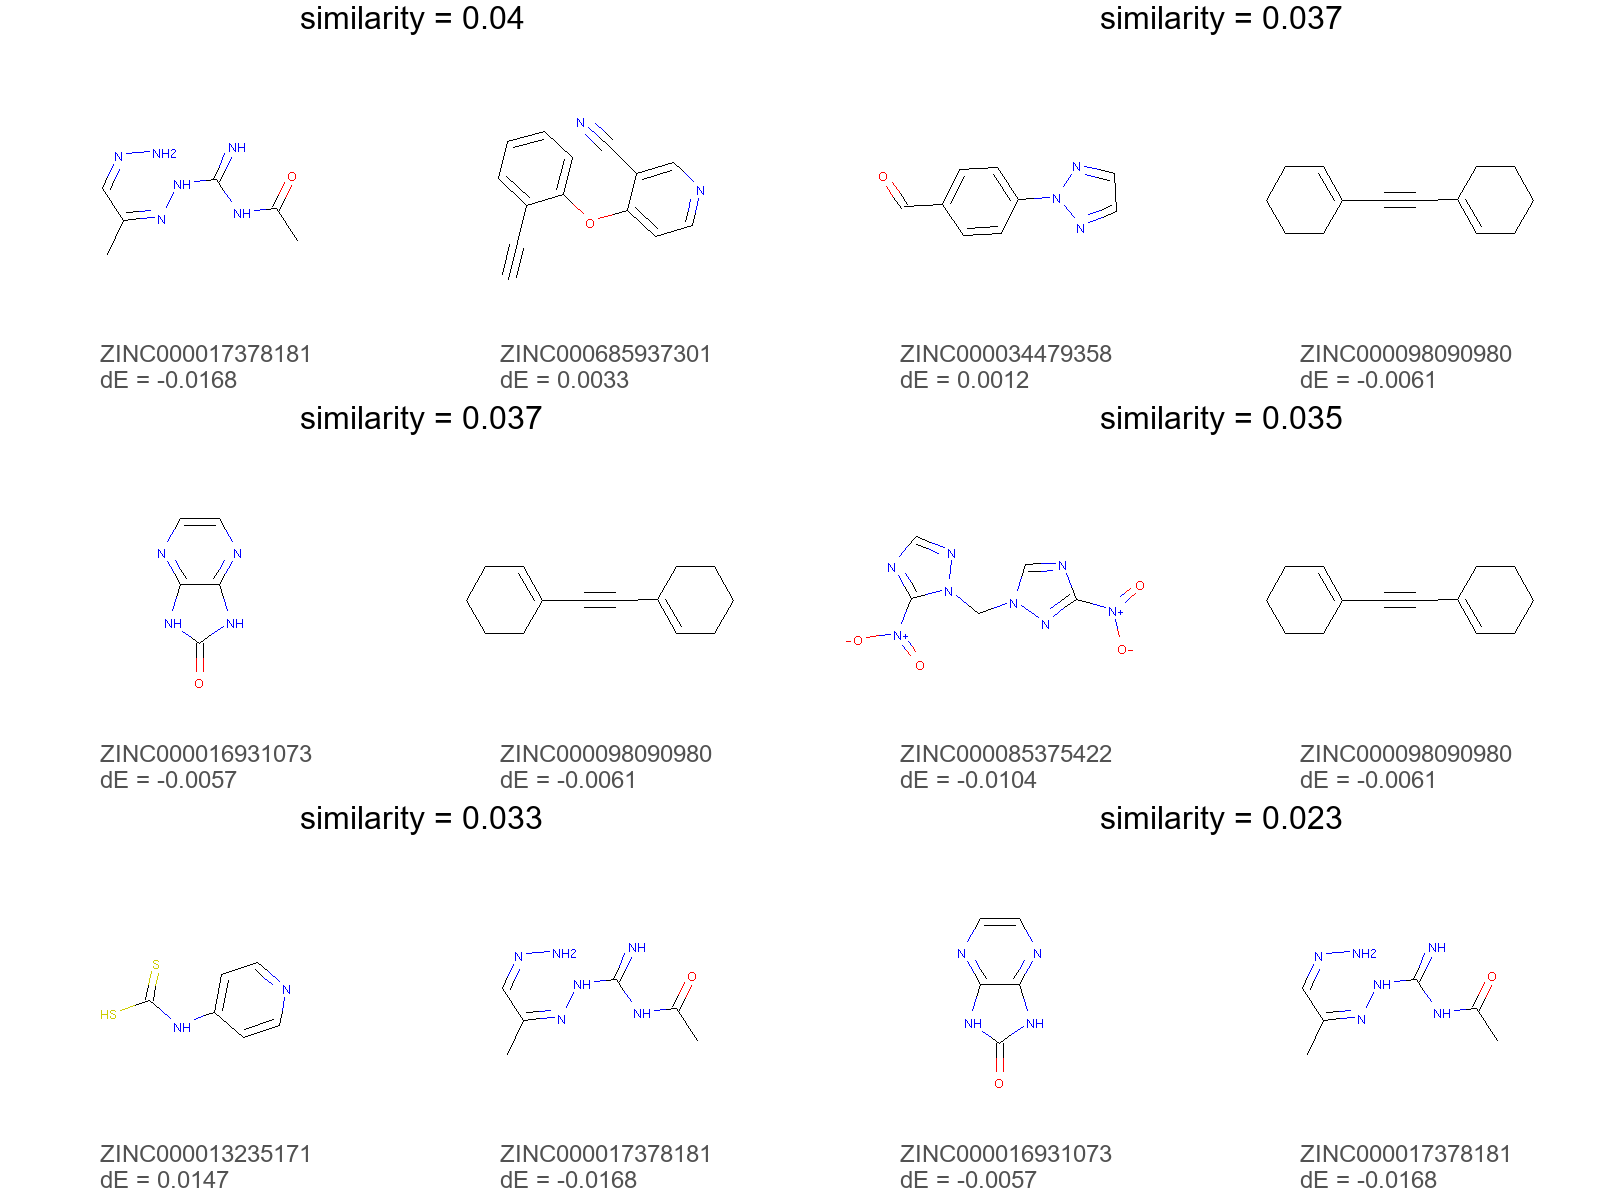 similarity = 0.04
similarity = 0.037
N
NH2
NH
NH
O
N
NH
N
N
O
O
N
N
N
ZINC000017378181
dE = -0.0168
ZINC000685937301
dE = 0.0033
ZINC000034479358
dE = 0.0012
ZINC000098090980
dE = -0.0061
similarity = 0.037
similarity = 0.035
N
N
NH
NH
O
N
N
N
N+
O-
O
N
N
N
N+
O
O-
ZINC000016931073
dE = -0.0057
ZINC000098090980
dE = -0.0061
ZINC000085375422
dE = -0.0104
ZINC000098090980
dE = -0.0061
similarity = 0.033
similarity = 0.023
S
HS
NH
N
N
NH2
NH
NH
O
N
NH
N
N
NH
NH
O
N
NH2
NH
NH
O
N
NH
ZINC000013235171
dE = 0.0147
ZINC000017378181
dE = -0.0168
ZINC000016931073
dE = -0.0057
ZINC000017378181
dE = -0.0168